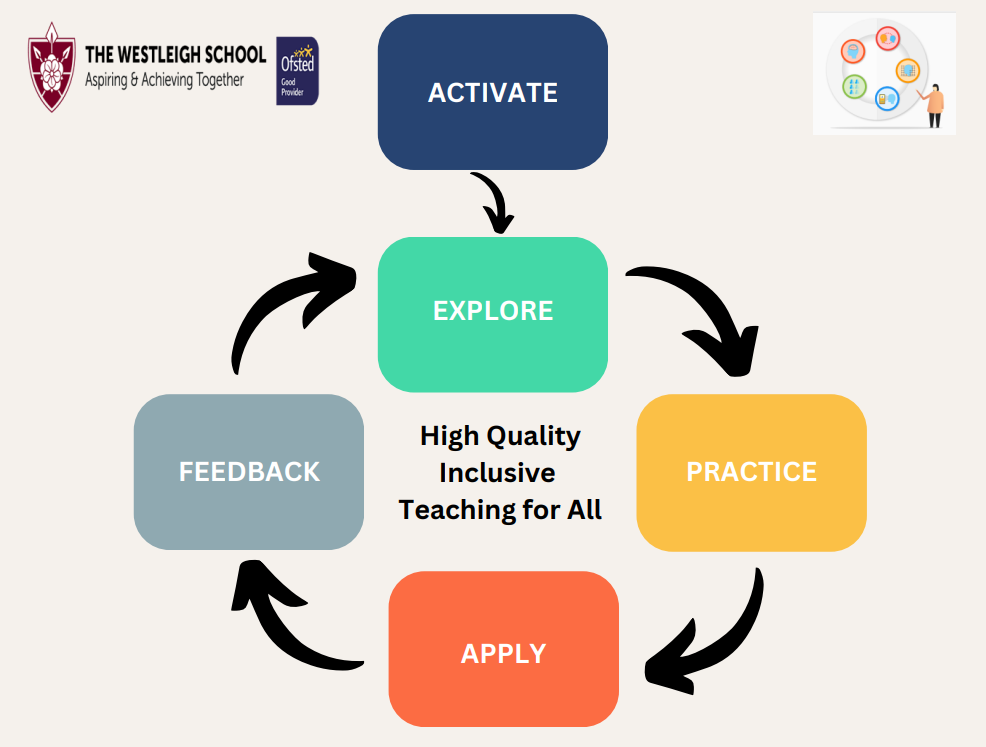 THE WESTLEIGH SCHOOL
Aspiring & Achieving Together
Ofsted
Good
Provider
ACTIVATE
EXPLORE
FEEDBACK
High Quality
Inclusive
Teaching for All
PRACTICE
APPLY